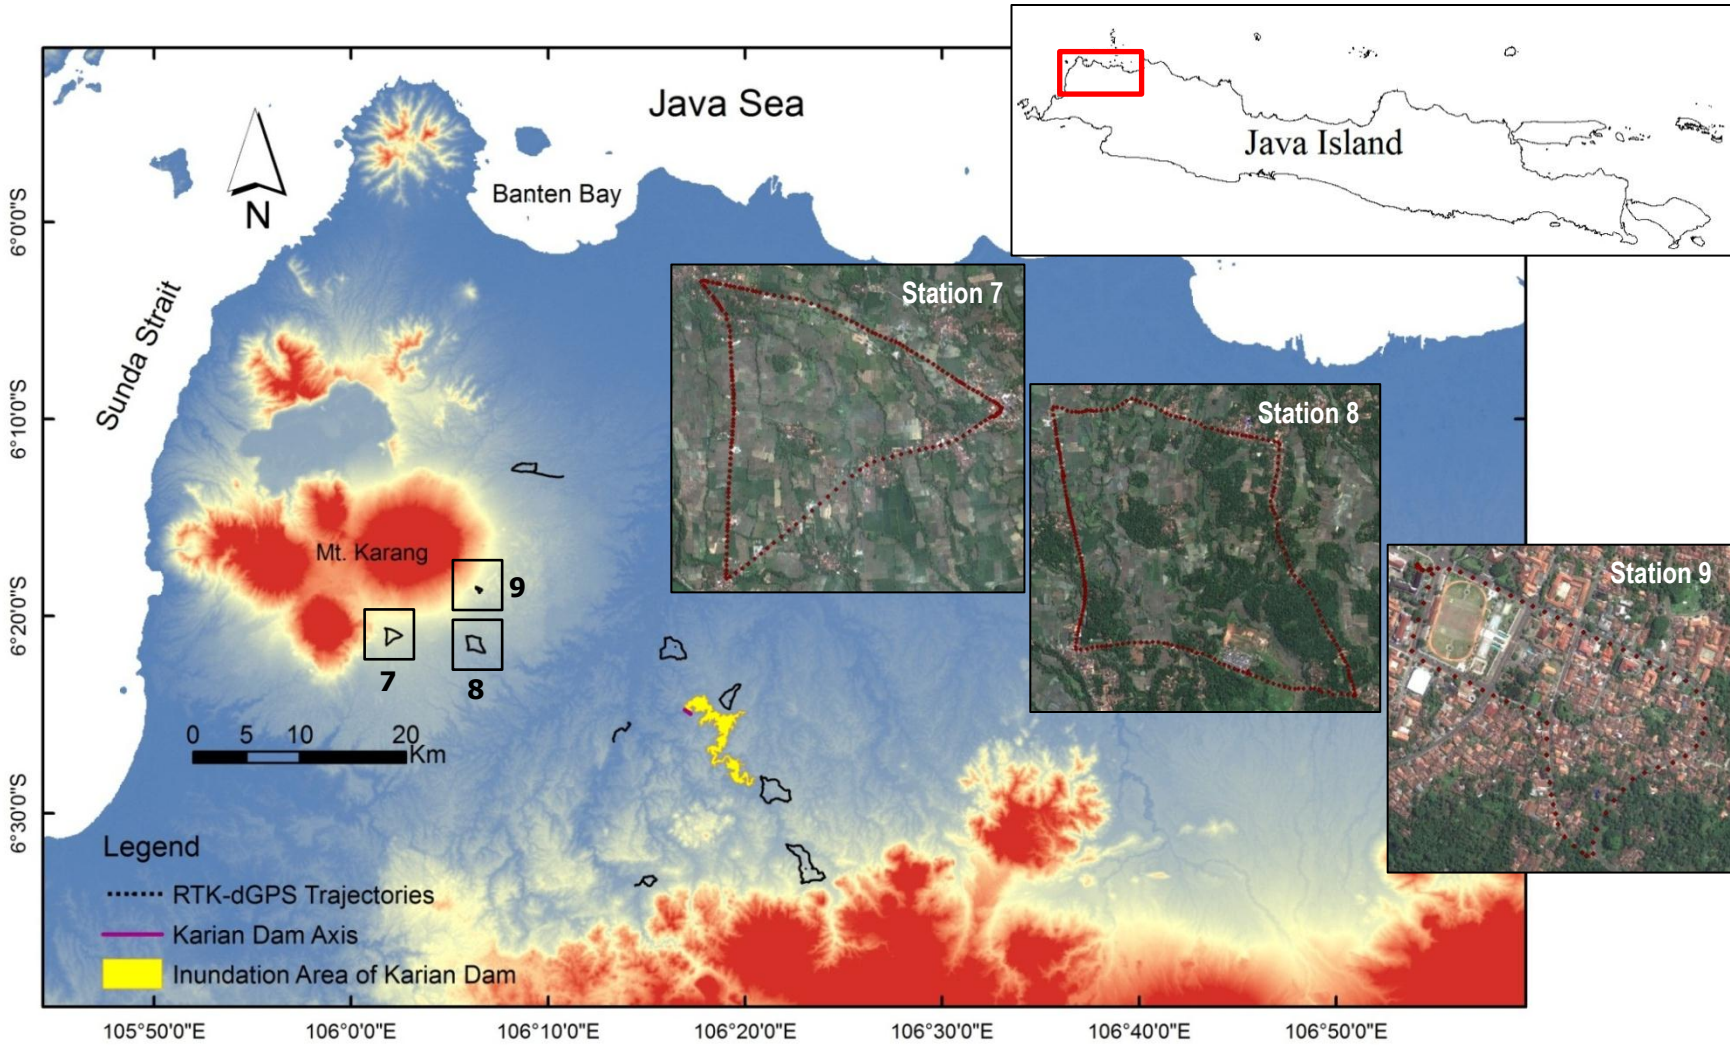 Java Sea
Java Island
Banten Bay
N
Sunda Strait
Station 7
Station 8
Station 9
Mt. Karang
9
7
8
0 5 10 20
Km
Legend
RTK-dGPS Trajectories
Karian Dam Axis
Inundation Area of Karian Dam
6°0'0"S
6°10'0"S
6°20'0"S
6°30'0"S
105°50'0"E 106°0'0"E 106°10'0"E 106°20'0"E 106°30'0"E 106°40'0"E 106°50'0"E